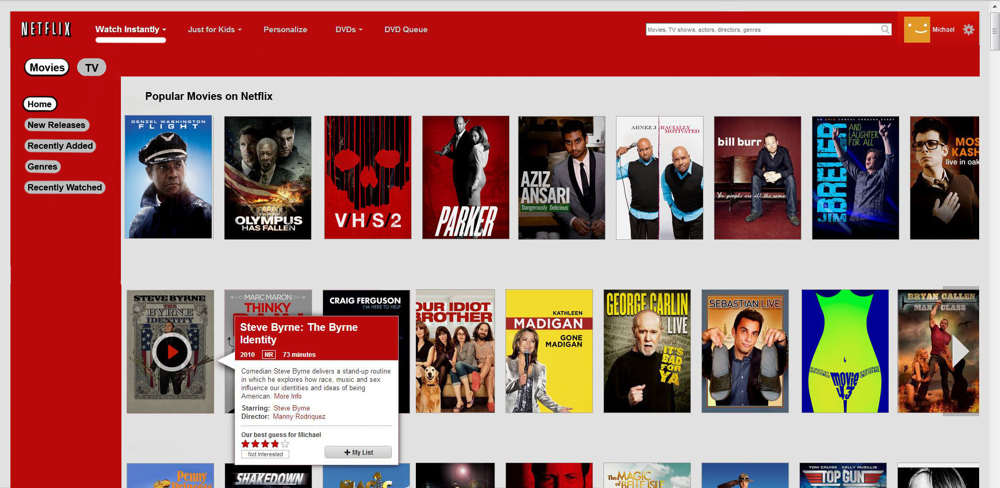 NETFLIX
Watch Instantly
Just for Kids
Personalize
DVDs
DVD Queue
Movies, TV shows, actors, directors, genres
Michael
Movies
TV
Home
New Releases
Recently Added
Genres
Recently Watched
Popular Movies on Netflix
DENZEL WASHINGTON
FLIGHT
OLYMPUS
HAS FALLEN
V/H/S/2
PARKER
AZIZ
ANSARI
Dangerously Delicious
ARNEZ J
RACIALLY
MOTIVATED
bill burr
You people are all the same.
AN EPIX COMEDY UNBOUND EVENT
JIM BREUER
AND
LAUGHTER
FOR ALL
MOS
KASH
live in oak
STEVE BYRNE
THE
BYRNE
IDENTITY
E PLURIBUS UNUM
MARC MARON
THINKY
CRAIG FERGUSON
I'M HERE TO HELP
OUR IDIOT
BROTHER
KATHLEEN
MADIGAN
GONE
MADIGAN
GEORGE CARLIN
LIVE
IT'S
BAD
FOR
YA
SEBASTIAN LIVE
MOVIE
43
BRYAN CALLEN
MAN CLASS
Steve Byrne: The Byrne
Identity
2010 NR 73 minutes
Comedian Steve Byrne delivers a stand-up routine
in which he explores how race, music and sex
influence our identities and ideas of being
American. More Info
Starring: Steve Byrne
Director: Manny Rodriquez
Our best guess for Michael
Not Interested
+ My List
Penny
Princess
SHAKEDOWN
The MAGIC
of BELLE ISLE
TOM CRUISE KELLY McGILLIS
TOP GUN